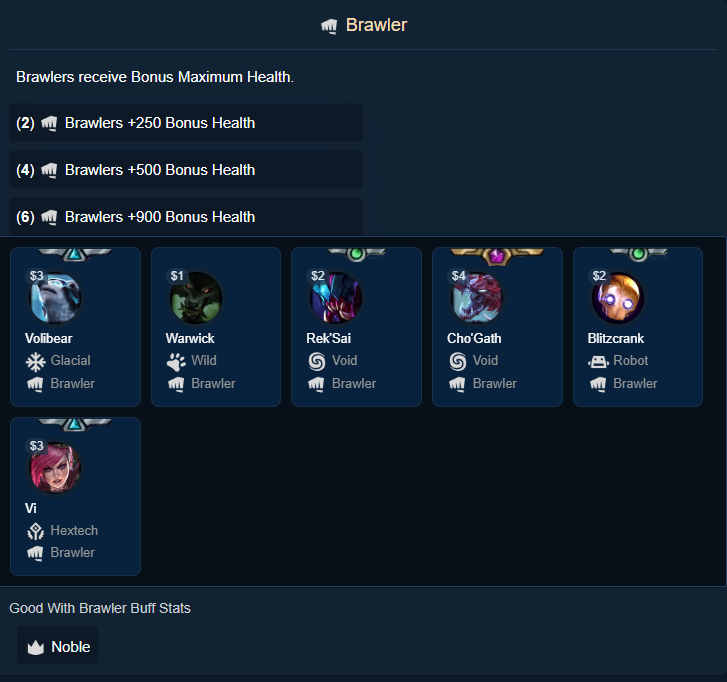 Brawler
Brawlers receive Bonus Maximum Health.
(2) Brawlers +250 Bonus Health
(4) Brawlers +500 Bonus Health
(6) Brawlers +900 Bonus Health
$3
Volibear
Glacial
Brawler
$1
Warwick
Wild
Brawler
$2
Rek'Sai
Void
Brawler
$4
Cho'Gath
Void
Brawler
$2
Blitzcrank
Robot
Brawler
$3
Vi
Hextech
Brawler
Good With Brawler Buff Stats
Noble